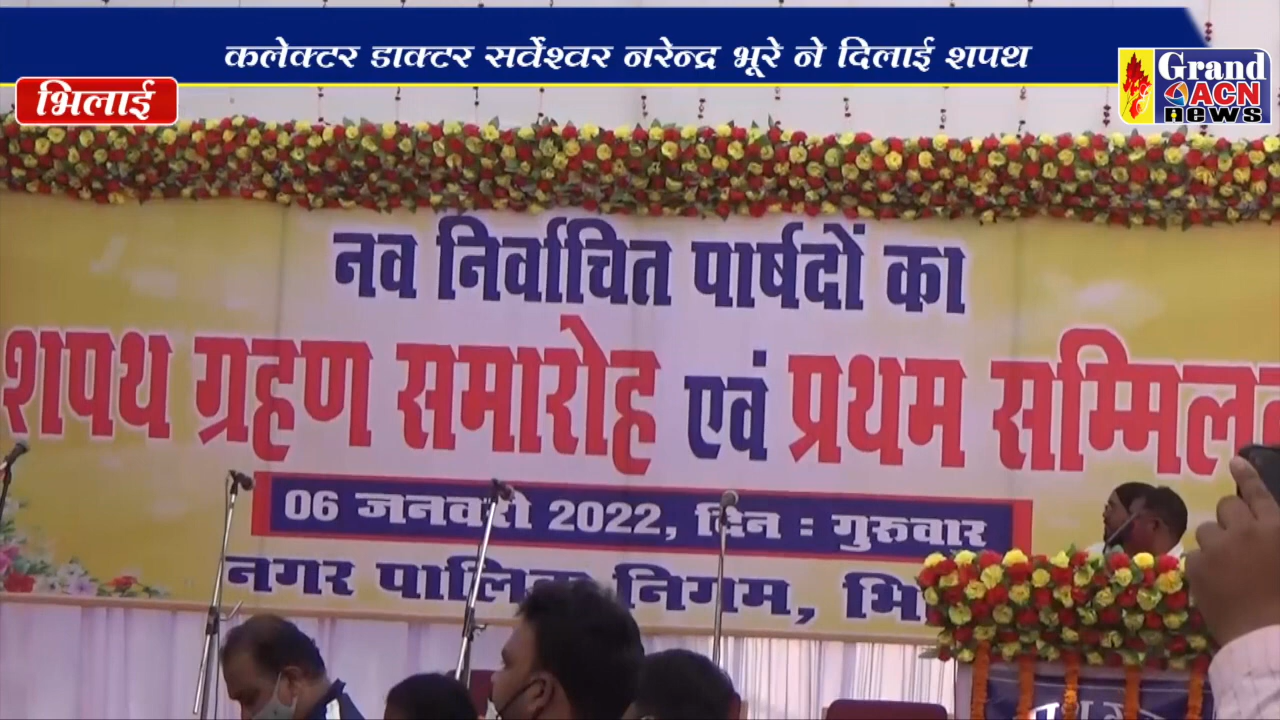 कलेक्टर डाक्टर सर्वेश्वर नरेन्द्र भूरे ने दिलाई शपथ
भिलाई
Grand
ACN
news
नव निर्वाचित पार्षदों का
शपथ ग्रहण समारोह एवं प्रथम
06 जनवरी 2022, दिन : गुरुवार
नगर पालिक निगम,